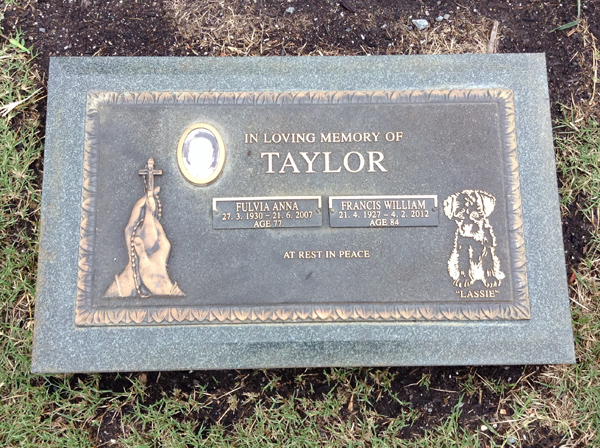 IN LOVING MEMORY OF
TAYLOR
FULVIA ANNA
27. 3. 1930 – 21. 6. 2007
AGE 77
FRANCIS WILLIAM
21. 4. 1927 – 4. 2. 2012
AGE 84
AT REST IN PEACE
"LASSIE"